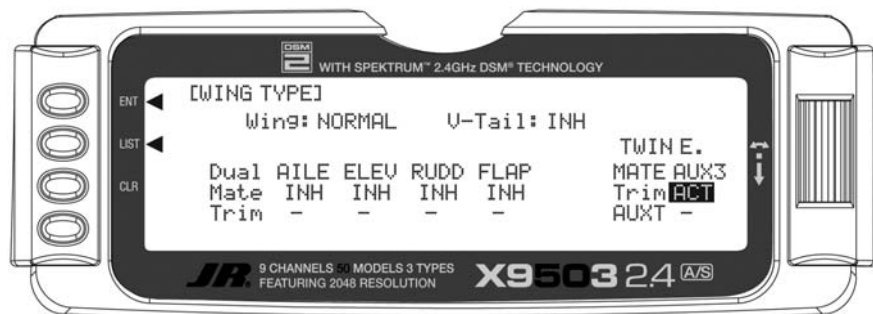 DSM
2 WITH SPEKTRUM™ 2.4GHz DSM® TECHNOLOGY
ENT
LIST
CLR
[WING TYPE]
Wing: NORMAL V-Tail: INH
TWIN E.
Dual AILE ELEV RUDD FLAP MATE AUX3
Mate INH INH INH INH Trim ACT
Trim – – – – AUXT –
JR® 9 CHANNELS 50 MODELS 3 TYPES
FEATURING 2048 RESOLUTION
X9503 2.4 A/S